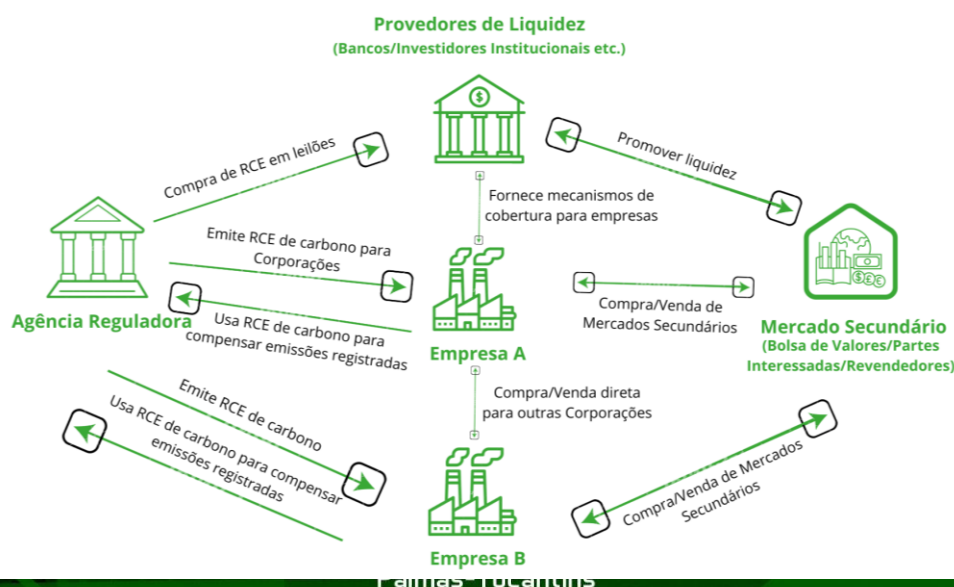 Provedores de Liquidez
(Bancos/Investidores Institucionais etc.)
Compra de RCE em leilões
Promover liquidez
Fornece mecanismos de
cobertura para empresas
Emite RCE de carbono para
Corporações
Agência Reguladora
Usa RCE de carbono para
compensar emissões registradas
Empresa A
Compra/Venda de
Mercados Secundários
Mercado Secundário
(Bolsa de Valores/Partes
Interessadas/Revendedores)
Emite RCE de carbono
Usa RCE de carbono para compensar
emissões registradas
Compra/Venda direta
para outras Corporações
Compra/Venda de Mercados
Secundários
Empresa B
Palmas-Tocantins